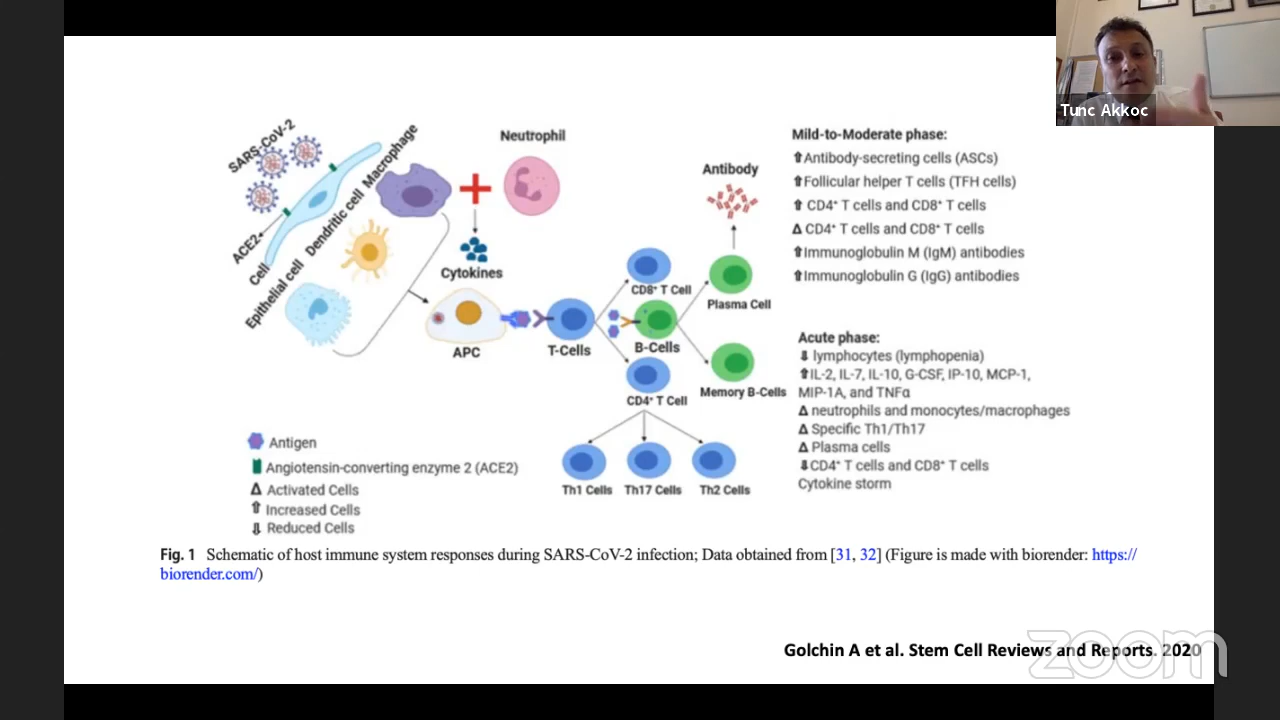 Tunc Akkoc
SARS-CoV-2
Macrophage
Neutrophil
Dendritic cell
ACE2
Cell
Epithelial cell
Cytokines
APC
T-Cells
CD8⁺ T Cell
B-Cells
CD4⁺ T Cell
Antibody
Plasma Cell
Memory B-Cells
Th1 Cells
Th17 Cells
Th2 Cells
Mild-to-Moderate phase:
⇧Antibody-secreting cells (ASCs)
⇧Follicular helper T cells (TFH cells)
⇧ CD4⁺ T cells and CD8⁺ T cells
Δ CD4⁺ T cells and CD8⁺ T cells
⇧Immunoglobulin M (IgM) antibodies
⇧Immunoglobulin G (IgG) antibodies
Acute phase:
⇩ lymphocytes (lymphopenia)
⇧IL-2, IL-7, IL-10, G-CSF, IP-10, MCP-1,
MIP-1A, and TNFα
Δ neutrophils and monocytes/macrophages
Δ Specific Th1/Th17
Δ Plasma cells
⇩CD4⁺ T cells and CD8⁺ T cells
Cytokine storm
Antigen
Angiotensin-converting enzyme 2 (ACE2)
Δ Activated Cells
⇧ Increased Cells
⇩ Reduced Cells
Fig. 1 Schematic of host immune system responses during SARS-CoV-2 infection; Data obtained from [31, 32] (Figure is made with biorender: https://
biorender.com/)
Golchin A et al. Stem Cell Reviews and Reports. 2020
zoom